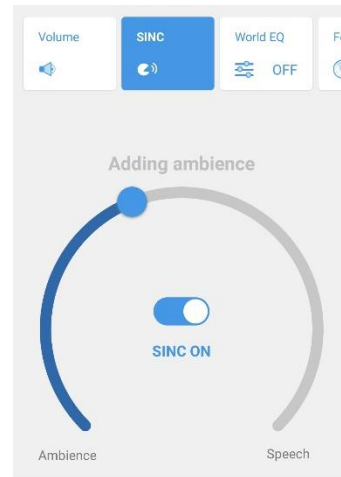 Volume SINC World EQ
OFF
Adding ambience
SINC ON
Ambience Speech